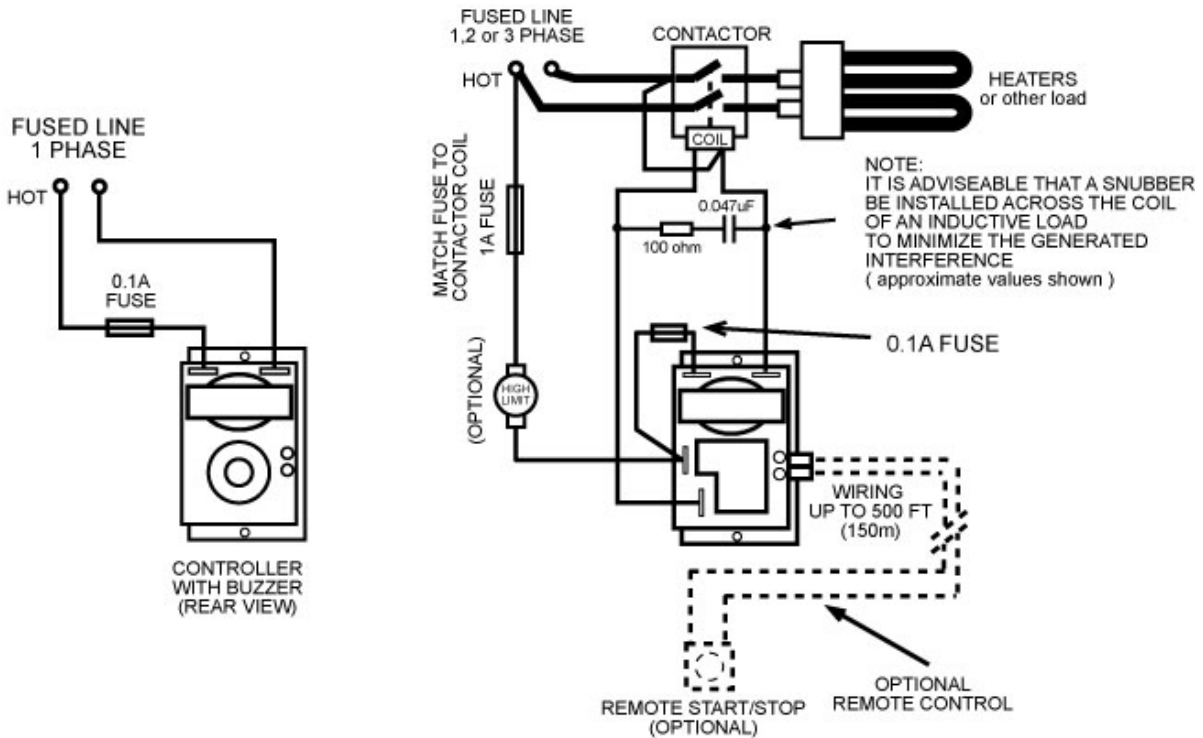 FUSED LINE
1 PHASE
HOT
0.1A
FUSE
CONTROLLER
WITH BUZZER
(REAR VIEW)
FUSED LINE
1,2 or 3 PHASE
HOT
CONTACTOR
COIL
HEATERS
or other load
MATCH FUSE TO
CONTACTOR COIL
1A FUSE
0.047uF
100 ohm
NOTE:
IT IS ADVISEABLE THAT A SNUBBER
BE INSTALLED ACROSS THE COIL
OF AN INDUCTIVE LOAD
TO MINIMIZE THE GENERATED
INTERFERENCE
( approximate values shown )
0.1A FUSE
(OPTIONAL)
HIGH
LIMIT
WIRING
UP TO 500 FT
(150m)
REMOTE START/STOP
(OPTIONAL)
OPTIONAL
REMOTE CONTROL